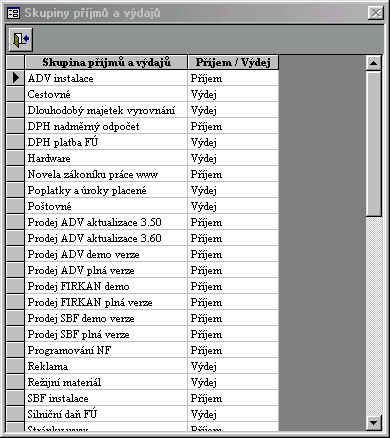 Skupiny příjmů a výdajů
Skupina příjmů a výdajů Příjem / Výdej
ADV instalace Příjem
Cestovné Výdej
Dlouhodobý majetek vyrovnání Výdej
DPH nadměrný odpočet Příjem
DPH platba FÚ Výdej
Hardware Výdej
Novela zákoníku práce www Příjem
Poplatky a úroky placené Výdej
Poštovné Výdej
Prodej ADV aktualizace 3.50 Příjem
Prodej ADV aktualizace 3.60 Příjem
Prodej ADV demo verze Příjem
Prodej ADV plná verze Příjem
Prodej FIRKAN demo Příjem
Prodej FIRKAN plná verze Příjem
Prodej SBF demo verze Příjem
Prodej SBF plná verze Příjem
Programování NF Příjem
Reklama Výdej
Režijní materiál Výdej
SBF instalace Příjem
Silniční daň FÚ Výdej
Stránky www Příjem